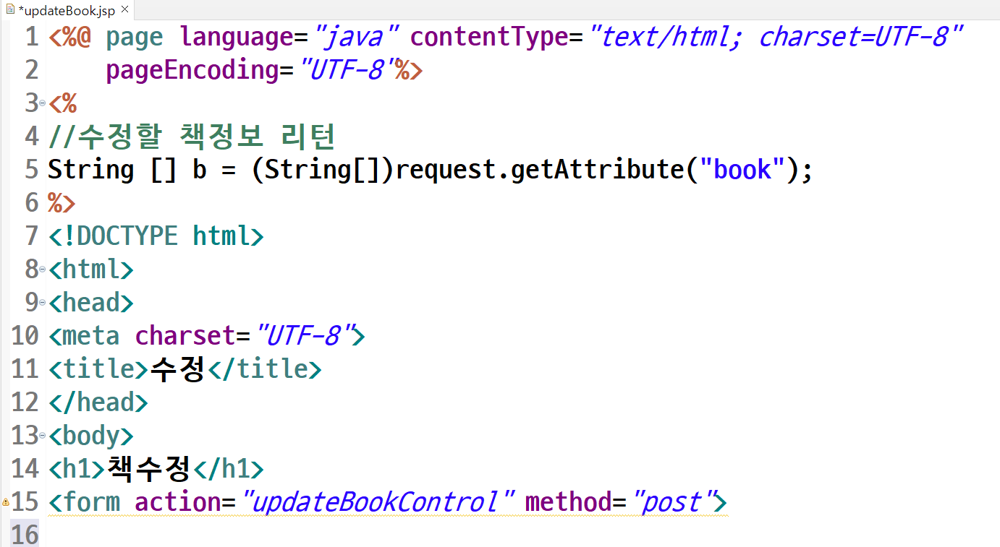 *updateBook.jsp
1 <%@ page language="java" contentType="text/html; charset=UTF-8"
2 pageEncoding="UTF-8"%>
3 <%
4 //수정할 책정보 리턴
5 String [] b = (String[])request.getAttribute("book");
6 %>
7 <!DOCTYPE html>
8 <html>
9 <head>
10 <meta charset="UTF-8">
11 <title>수정</title>
12 </head>
13 <body>
14 <h1>책수정</h1>
15 <form action="updateBookControl" method="post">
16